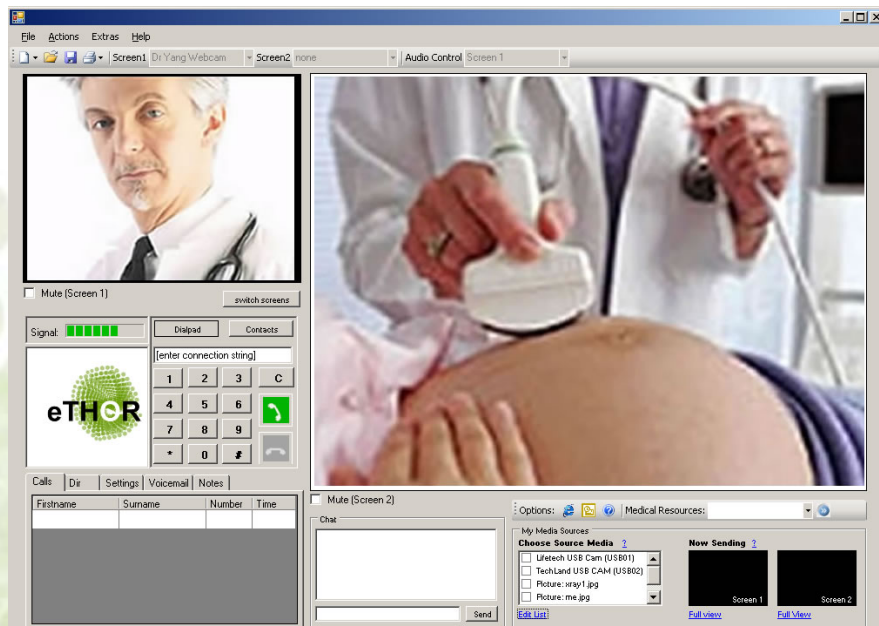 File Actions Extras Help
Screen1 Dr Yang Webcam Screen2 none Audio Control Screen 1
Mute (Screen 1)
switch screens
Signal:
Dialpad Contacts
[enter connection string]
1 2 3 C
4 5 6
7 8 9
* 0 #
eTHOR
Calls Dir Settings Voicemail Notes
Firstname Surname Number Time
Mute (Screen 2)
Chat
Send
Options: Medical Resources:
My Media Sources
Choose Source Media ? Now Sending ?
Lifetech USB Cam (USB01)
TechLand USB CAM (USB02)
Picture: xray1.jpg
Picture: me.jpg
Screen 1 Screen 2
Edit List Full view Full View